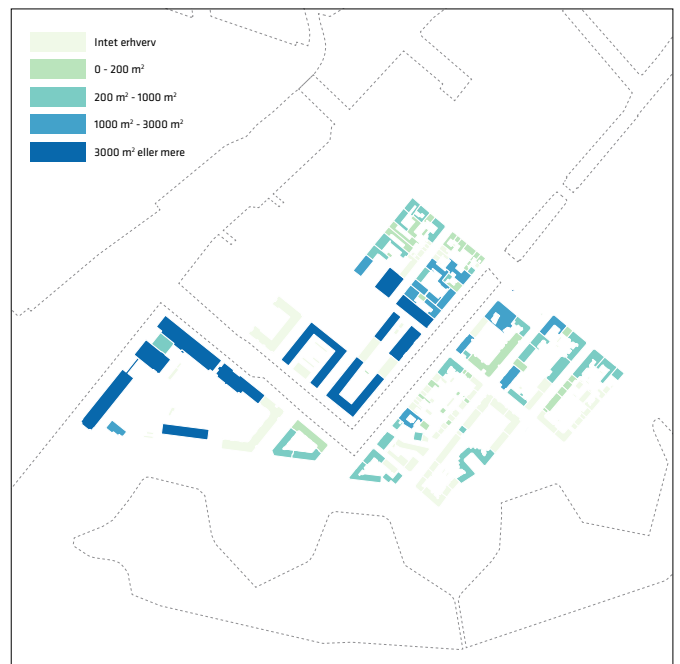 Intet erhverv
0 - 200 m²
200 m² - 1000 m²
1000 m² - 3000 m²
3000 m² eller mere